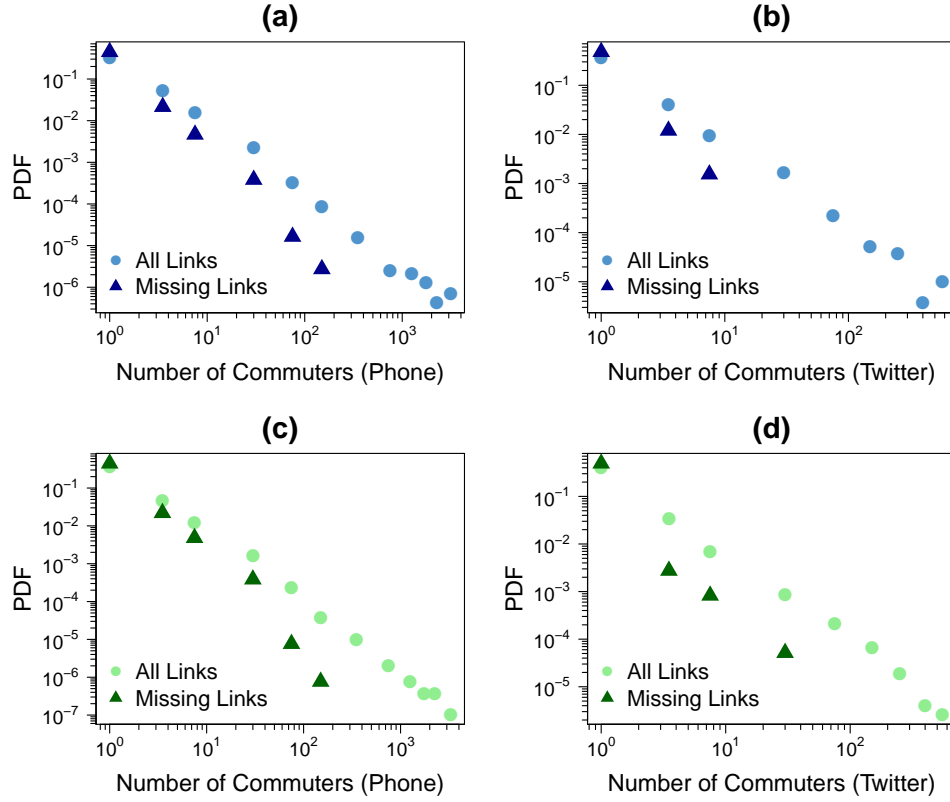 (a)
PDF
10^-1
10^-2
10^-3
10^-4
10^-5
10^-6
All Links
Missing Links
10^0 10^1 10^2 10^3
Number of Commuters (Phone)
(b)
PDF
10^-1
10^-2
10^-3
10^-4
10^-5
All Links
Missing Links
10^0 10^1 10^2
Number of Commuters (Twitter)
(c)
PDF
10^-1
10^-2
10^-3
10^-4
10^-5
10^-6
10^-7
All Links
Missing Links
10^0 10^1 10^2 10^3
Number of Commuters (Phone)
(d)
PDF
10^-1
10^-2
10^-3
10^-4
10^-5
All Links
Missing Links
10^0 10^1 10^2
Number of Commuters (Twitter)